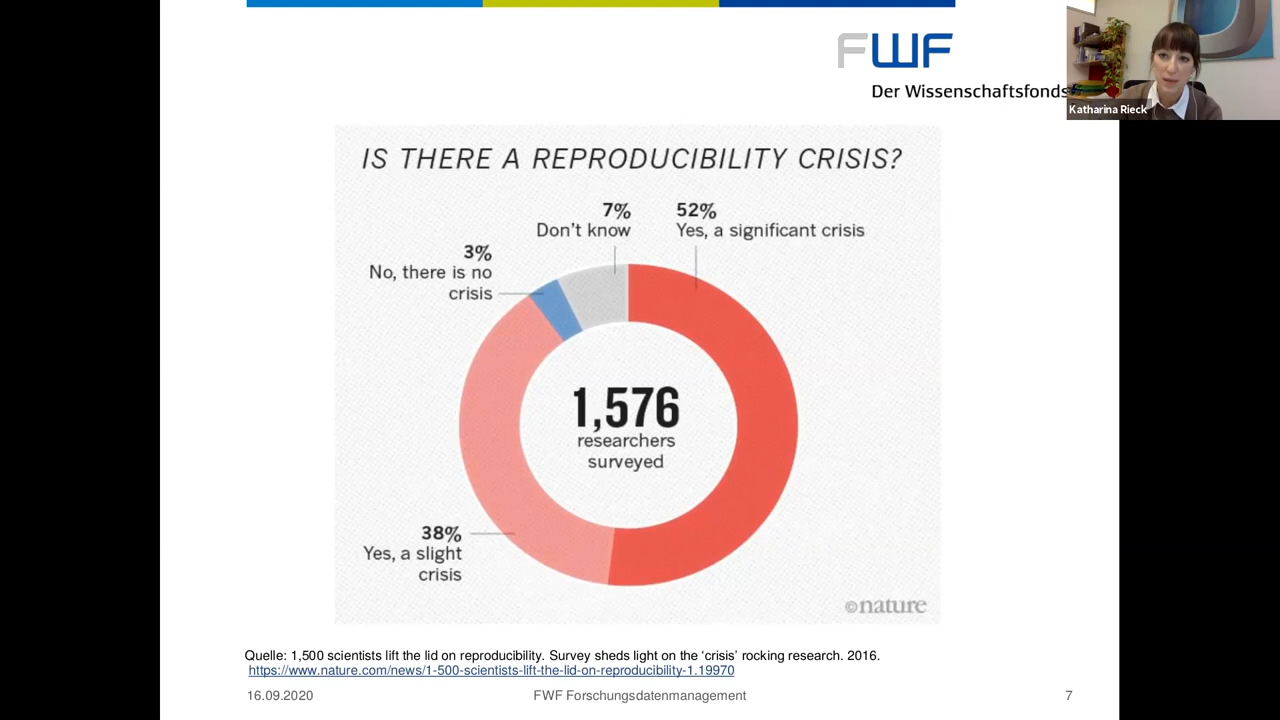 FWF
Der Wissenschaftsfonds
Katharina Rieck
IS THERE A REPRODUCIBILITY CRISIS?
7%
Don't know
52%
Yes, a significant crisis
3%
No, there is no
crisis
1,576
researchers
surveyed
38%
Yes, a slight
crisis
©nature
Quelle: 1,500 scientists lift the lid on reproducibility. Survey sheds light on the ‘crisis’ rocking research. 2016.
https://www.nature.com/news/1-500-scientists-lift-the-lid-on-reproducibility-1.19970
16.09.2020
FWF Forschungsdatenmanagement
7